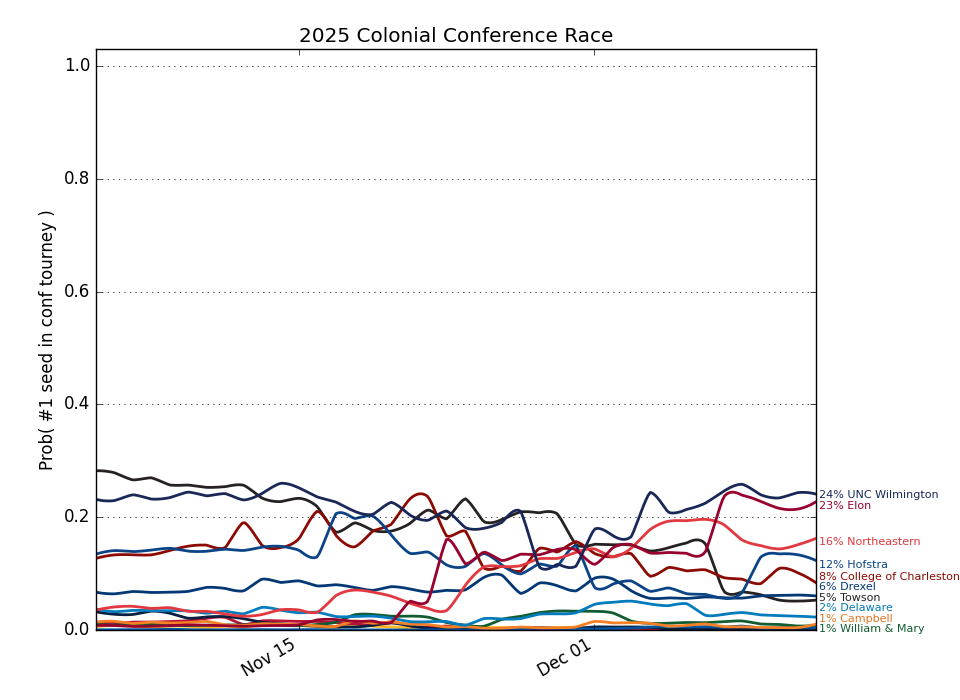 2025 Colonial Conference Race
Prob( #1 seed in conf tourney )
1.0
0.8
0.6
0.4
0.2
0.0
Nov 15
Dec 01
24% UNC Wilmington
23% Elon
16% Northeastern
12% Hofstra
8% College of Charleston
6% Drexel
5% Towson
2% Delaware
1% Campbell
1% William & Mary